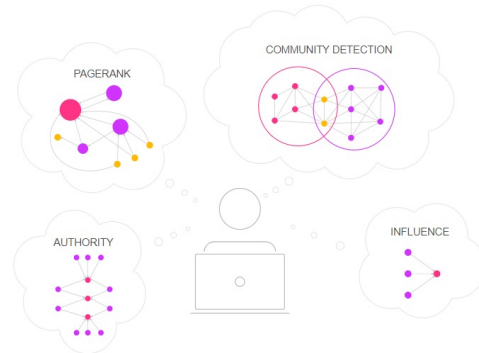 COMMUNITY DETECTION
PAGERANK
AUTHORITY
INFLUENCE